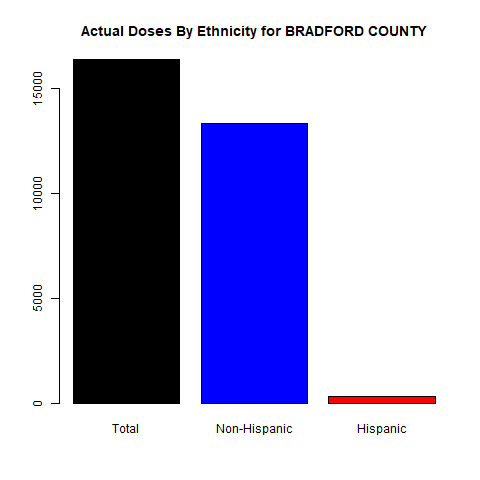 Actual Doses By Ethnicity for BRADFORD COUNTY
15000
10000
5000
0
Total Non-Hispanic Hispanic